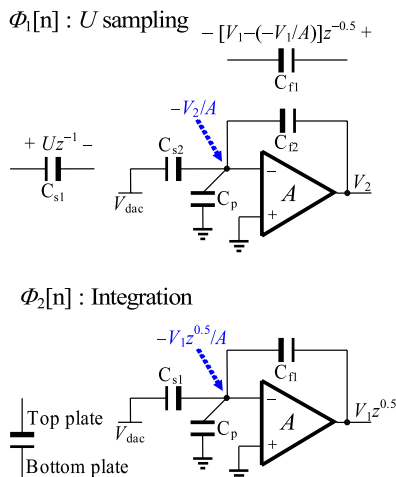 Φ1[n] : U sampling
− [V1−(−V1/A)]z^−0.5 +
Cf1
−V2/A
Cf2
+ Uz^−1 −
Cs2
Cs1
Vdac
Cp
−
A
+
V2
Φ2[n] : Integration
−V1z^0.5/A
Cs1
Cf1
Vdac
Cp
−
A
+
V1z^0.5
Top plate
Bottom plate